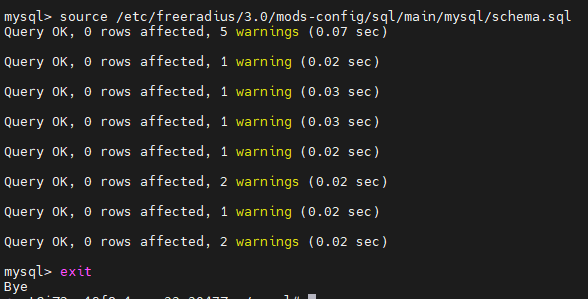 mysql> source /etc/freeradius/3.0/mods-config/sql/main/mysql/schema.sql
Query OK, 0 rows affected, 5 warnings (0.07 sec)
Query OK, 0 rows affected, 1 warning (0.02 sec)
Query OK, 0 rows affected, 1 warning (0.03 sec)
Query OK, 0 rows affected, 1 warning (0.03 sec)
Query OK, 0 rows affected, 1 warning (0.02 sec)
Query OK, 0 rows affected, 2 warnings (0.02 sec)
Query OK, 0 rows affected, 1 warning (0.02 sec)
Query OK, 0 rows affected, 2 warnings (0.02 sec)
mysql> exit
Bye